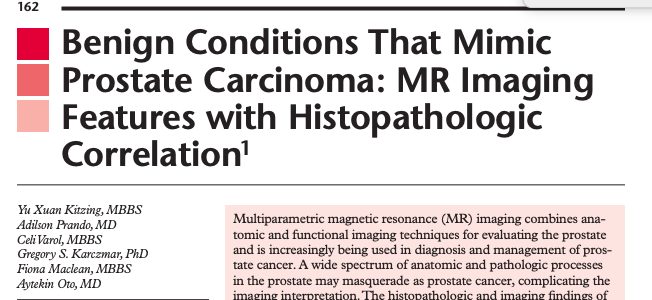 162
Benign Conditions That Mimic
Prostate Carcinoma: MR Imaging
Features with Histopathologic
Correlation¹
Yu Xuan Kitzing, MBBS
Adilson Prando, MD
Celi Varol, MBBS
Gregory S. Karczmar, PhD
Fiona Maclean, MBBS
Aytekin Oto, MD
Multiparametric magnetic resonance (MR) imaging combines ana-
tomic and functional imaging techniques for evaluating the prostate
and is increasingly being used in diagnosis and management of pros-
tate cancer. A wide spectrum of anatomic and pathologic processes
in the prostate may masquerade as prostate cancer, complicating the
imaging interpretation. The histopathologic and imaging findings of